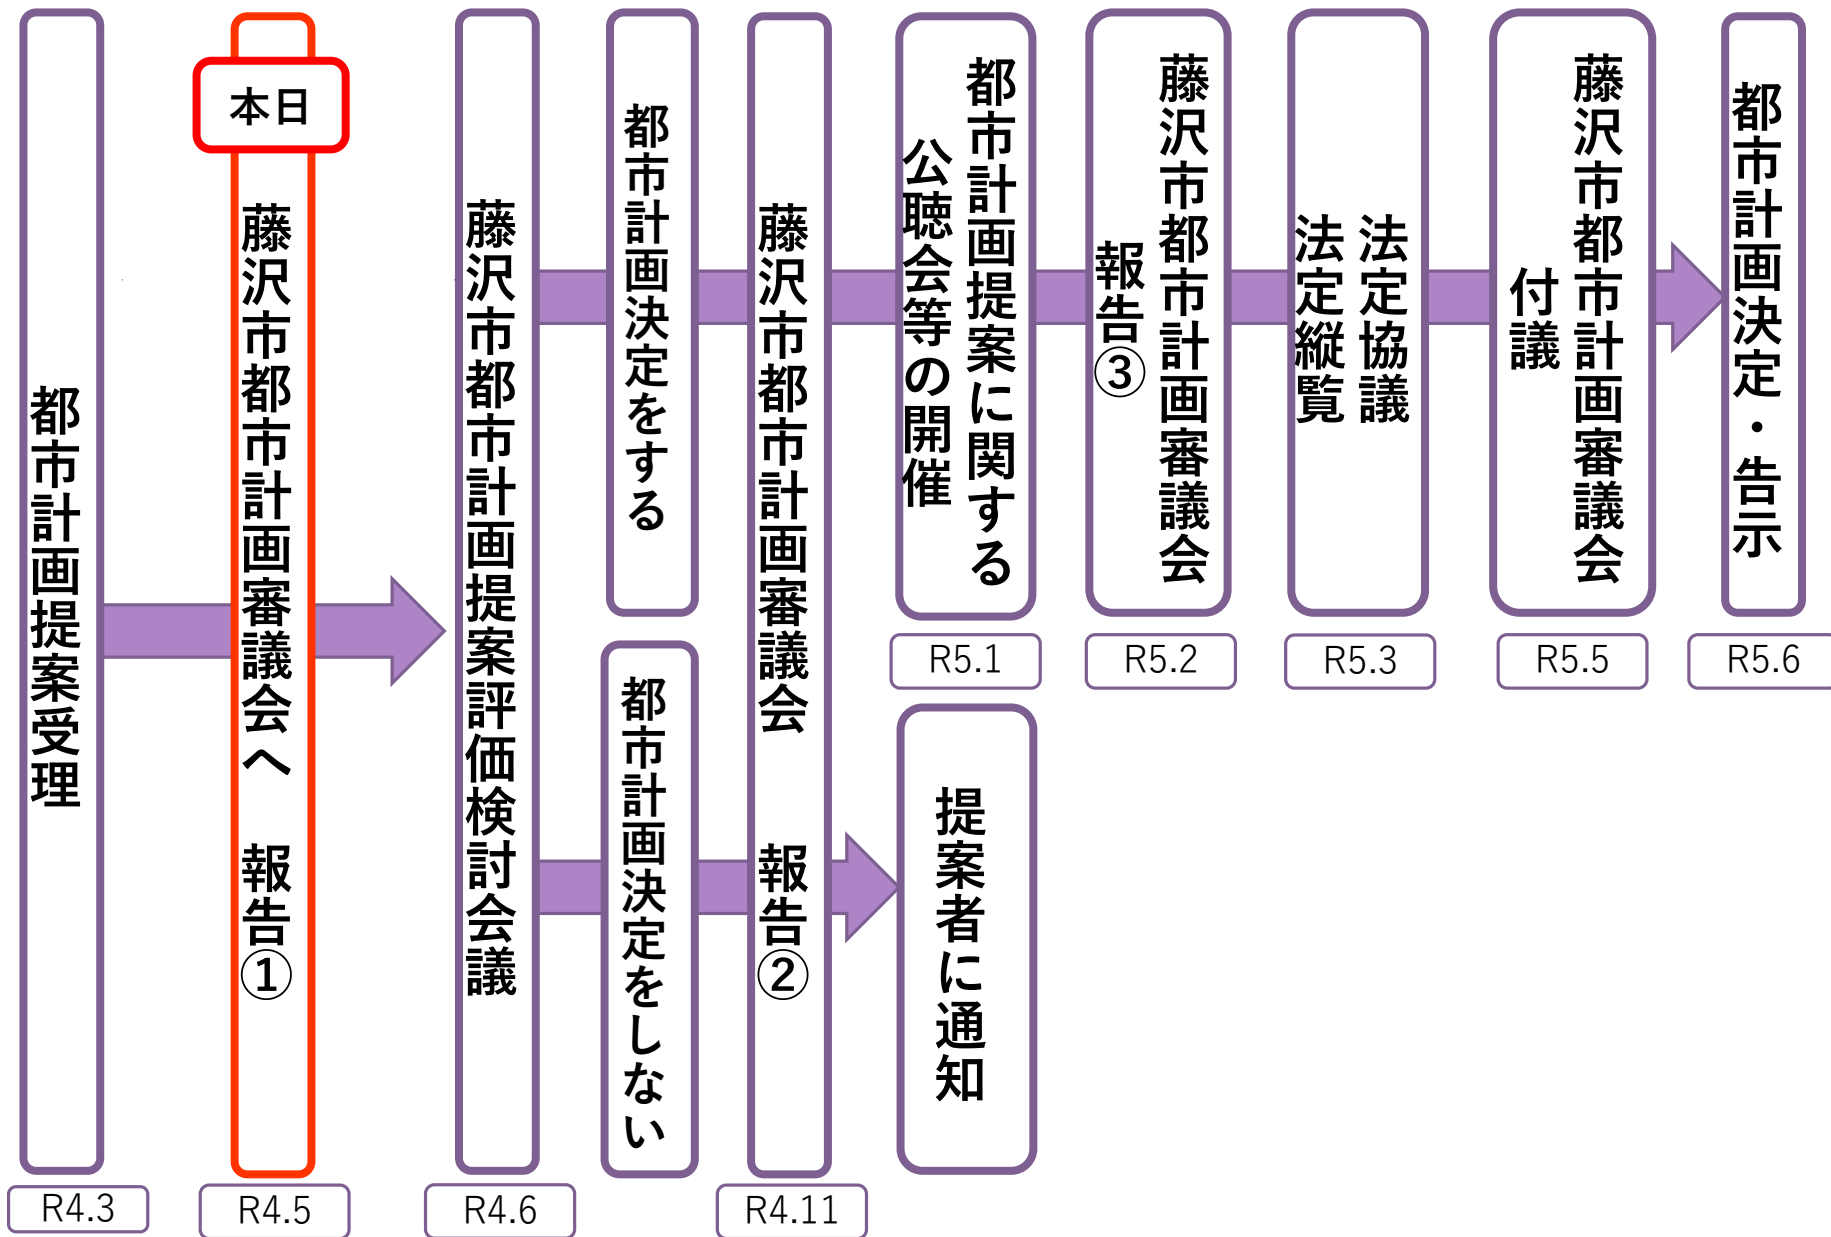 都市計画提案受理
R4.3
本日
藤沢市都市計画審議会へ　報告①
R4.5
藤沢市都市計画提案評価検討会議
R4.6
都市計画決定をする
都市計画決定をしない
藤沢市都市計画審議会　報告②
R4.11
都市計画提案に関する
公聴会等の開催
R5.1
提案者に通知
藤沢市都市計画審議会
報告③
R5.2
法定協議
法定縦覧
R5.3
藤沢市都市計画審議会
付議
R5.5
都市計画決定・告示
R5.6